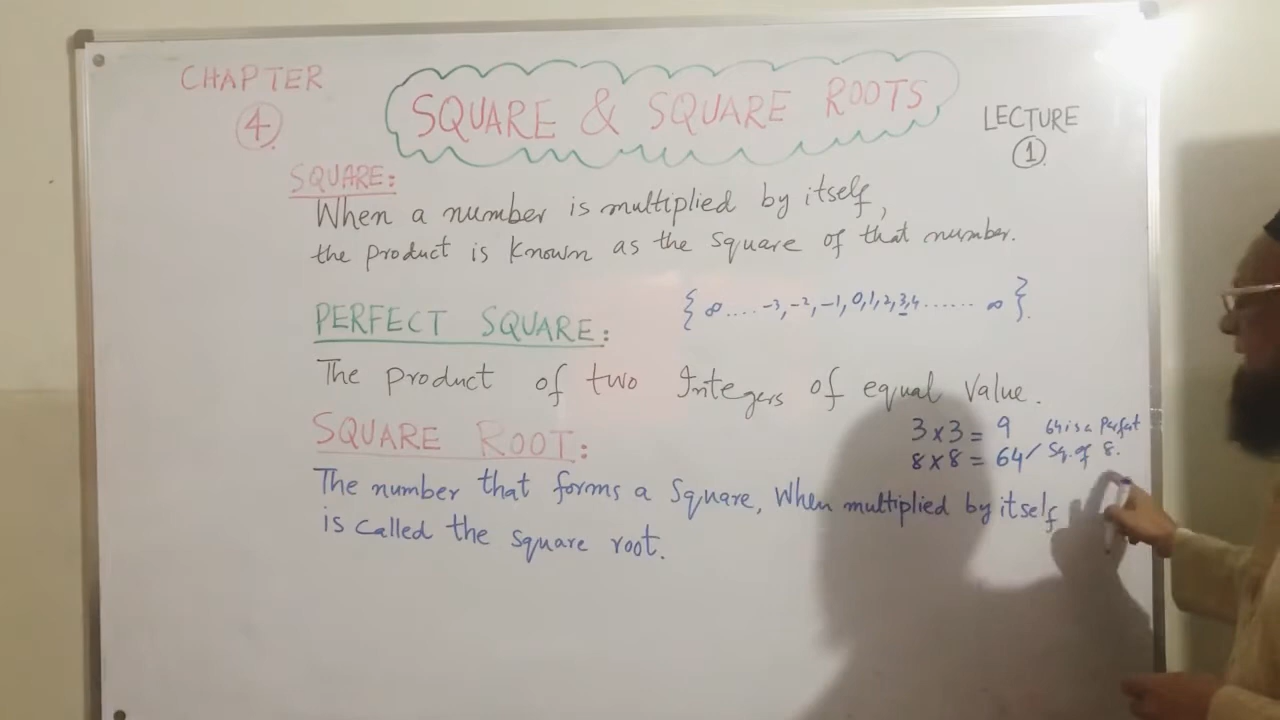 CHAPTER
4
SQUARE & SQUARE ROOTS
LECTURE
1
SQUARE:
When a number is multiplied by itself,
the product is known as the square of that number.
{ ∞ .... -3, -2, -1, 0, 1, 2, 3, 4 ...... ∞ }.
PERFECT SQUARE:
The product of two Integers of equal value.
3 x 3 = 9
8 x 8 = 64
64 is a Perfect
Sq. of 8.
SQUARE ROOT:
The number that forms a Square, When multiplied by itself
is called the square root.